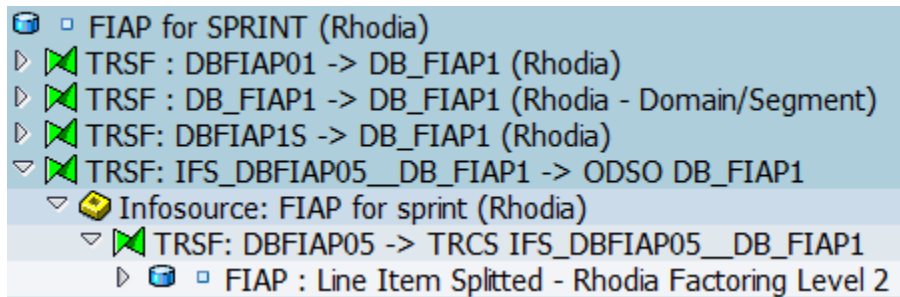 FIAP for SPRINT (Rhodia)
TRSF : DBFIAP01 -> DB_FIAP1 (Rhodia)
TRSF : DB_FIAP1 -> DB_FIAP1 (Rhodia - Domain/Segment)
TRSF: DBFIAP1S -> DB_FIAP1 (Rhodia)
TRSF: IFS_DBFIAP05__DB_FIAP1 -> ODSO DB_FIAP1
Infosource: FIAP for sprint (Rhodia)
TRSF: DBFIAP05 -> TRCS IFS_DBFIAP05__DB_FIAP1
FIAP : Line Item Splitted - Rhodia Factoring Level 2